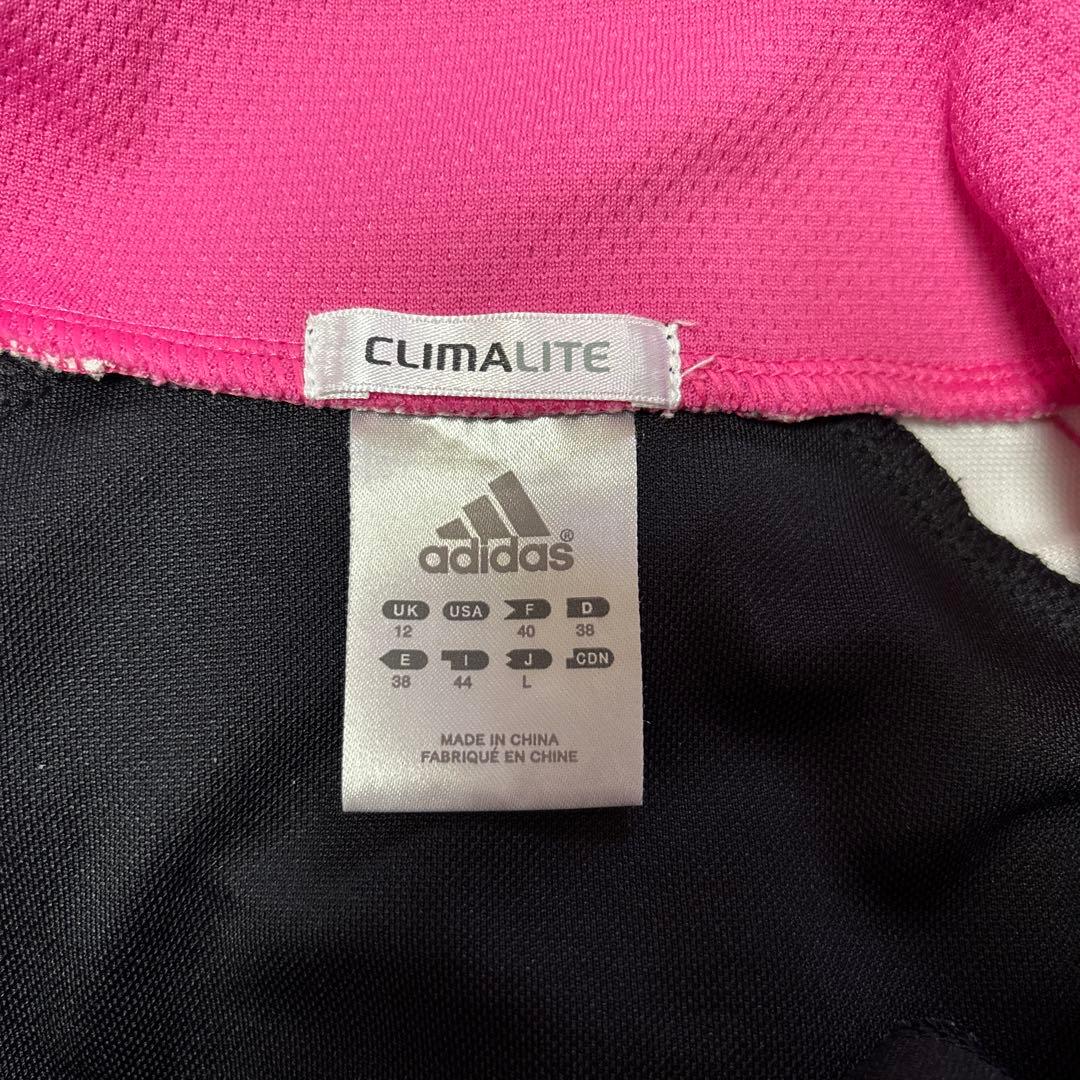 CLIMALITE
adidas®
UK USA F D
12 40 38
E I J CDN
38 44 L
MADE IN CHINA
FABRIQUÉ EN CHINE